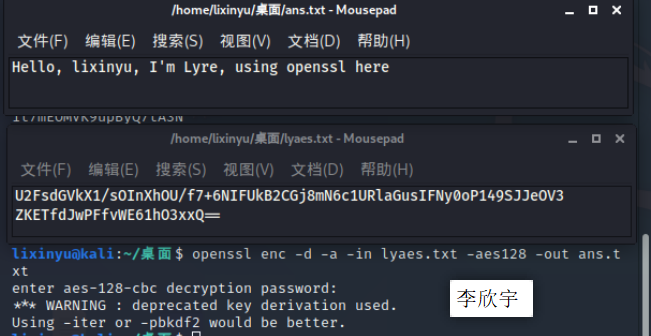 /home/lixinyu/桌面/ans.txt - Mousepad
文件(F) 编辑(E) 搜索(S) 视图(V) 文档(D) 帮助(H)
Hello, lixinyu, I'm Lyre, using openssl here
/home/lixinyu/桌面/lyaes.txt - Mousepad
文件(F) 编辑(E) 搜索(S) 视图(V) 文档(D) 帮助(H)
U2FsdGVkX1/sOInXhOU/f7+6NIFUkB2CGj8mN6c1URlaGusIFNy0oP149SJJeOV3
ZKETfdJwPFfvWE61hO3xxQ==
lixinyu@kali:~/桌面$ openssl enc -d -a -in lyaes.txt -aes128 -out ans.t
xt
enter aes-128-cbc decryption password:
*** WARNING : deprecated key derivation used.
Using -iter or -pbkdf2 would be better.
李欣宇